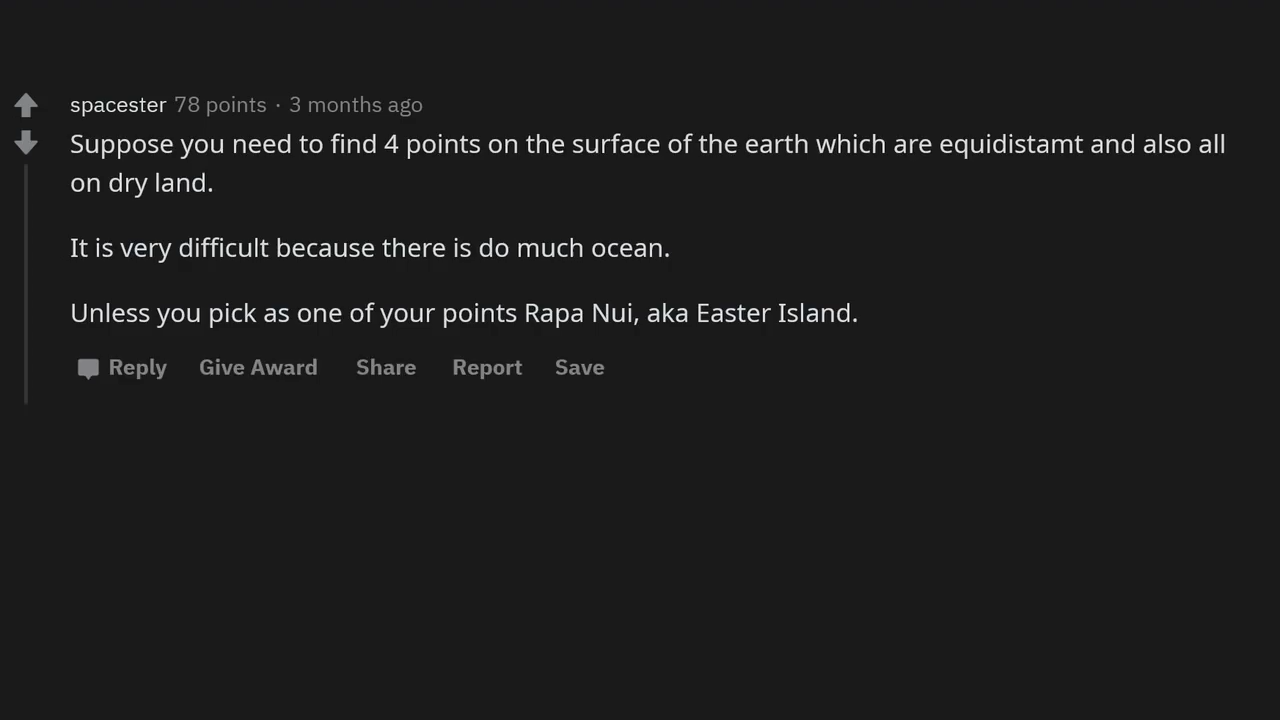 spacester 78 points · 3 months ago
Suppose you need to find 4 points on the surface of the earth which are equidistamt and also all
on dry land.
It is very difficult because there is do much ocean.
Unless you pick as one of your points Rapa Nui, aka Easter Island.
Reply Give Award Share Report Save